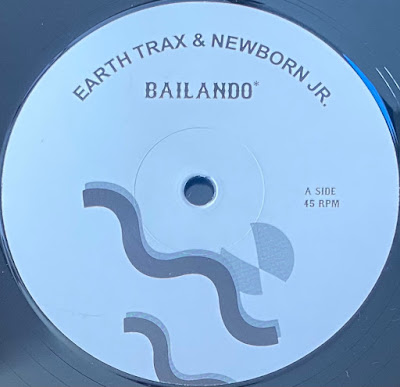 EARTH TRAX & NEWBORN JR.
BAILANDO*
A SIDE
45 RPM